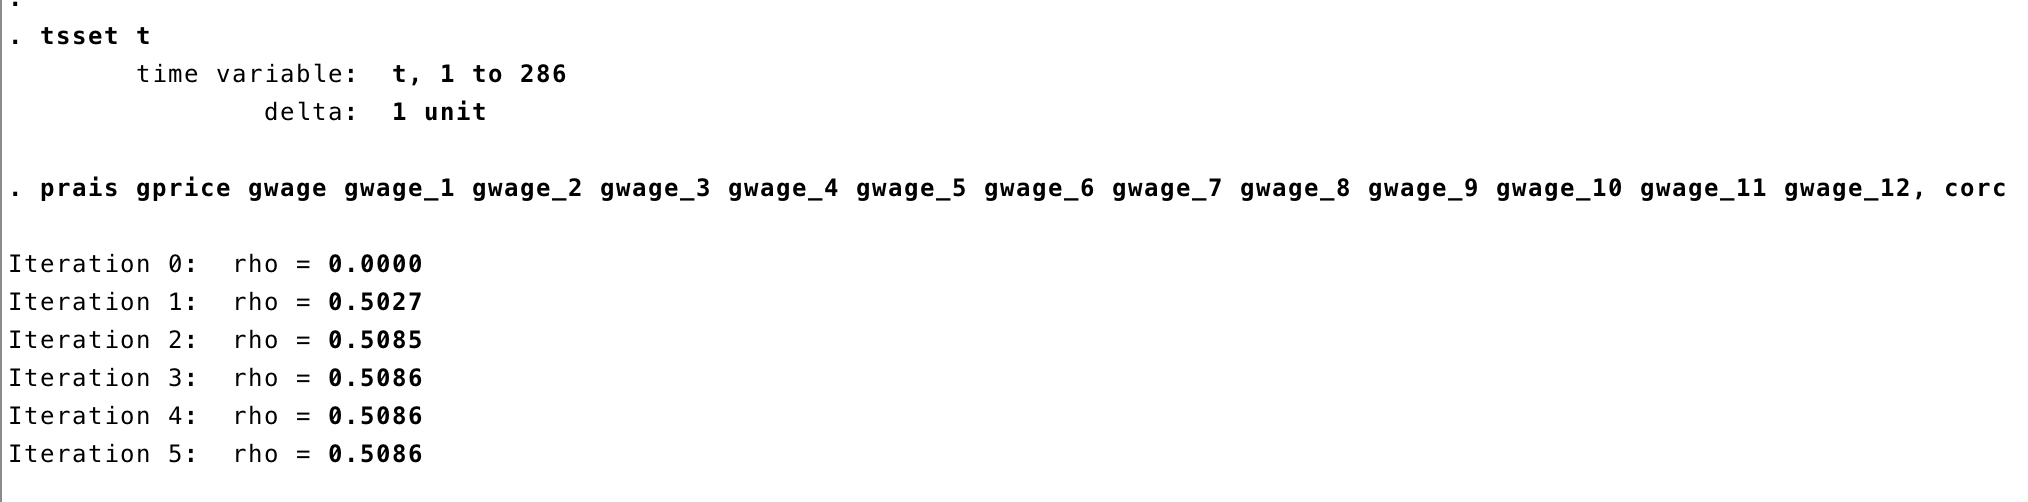 .
. tsset t
time variable: t, 1 to 286
delta: 1 unit
. prais gprice gwage gwage_1 gwage_2 gwage_3 gwage_4 gwage_5 gwage_6 gwage_7 gwage_8 gwage_9 gwage_10 gwage_11 gwage_12, corc
Iteration 0: rho = 0.0000
Iteration 1: rho = 0.5027
Iteration 2: rho = 0.5085
Iteration 3: rho = 0.5086
Iteration 4: rho = 0.5086
Iteration 5: rho = 0.5086